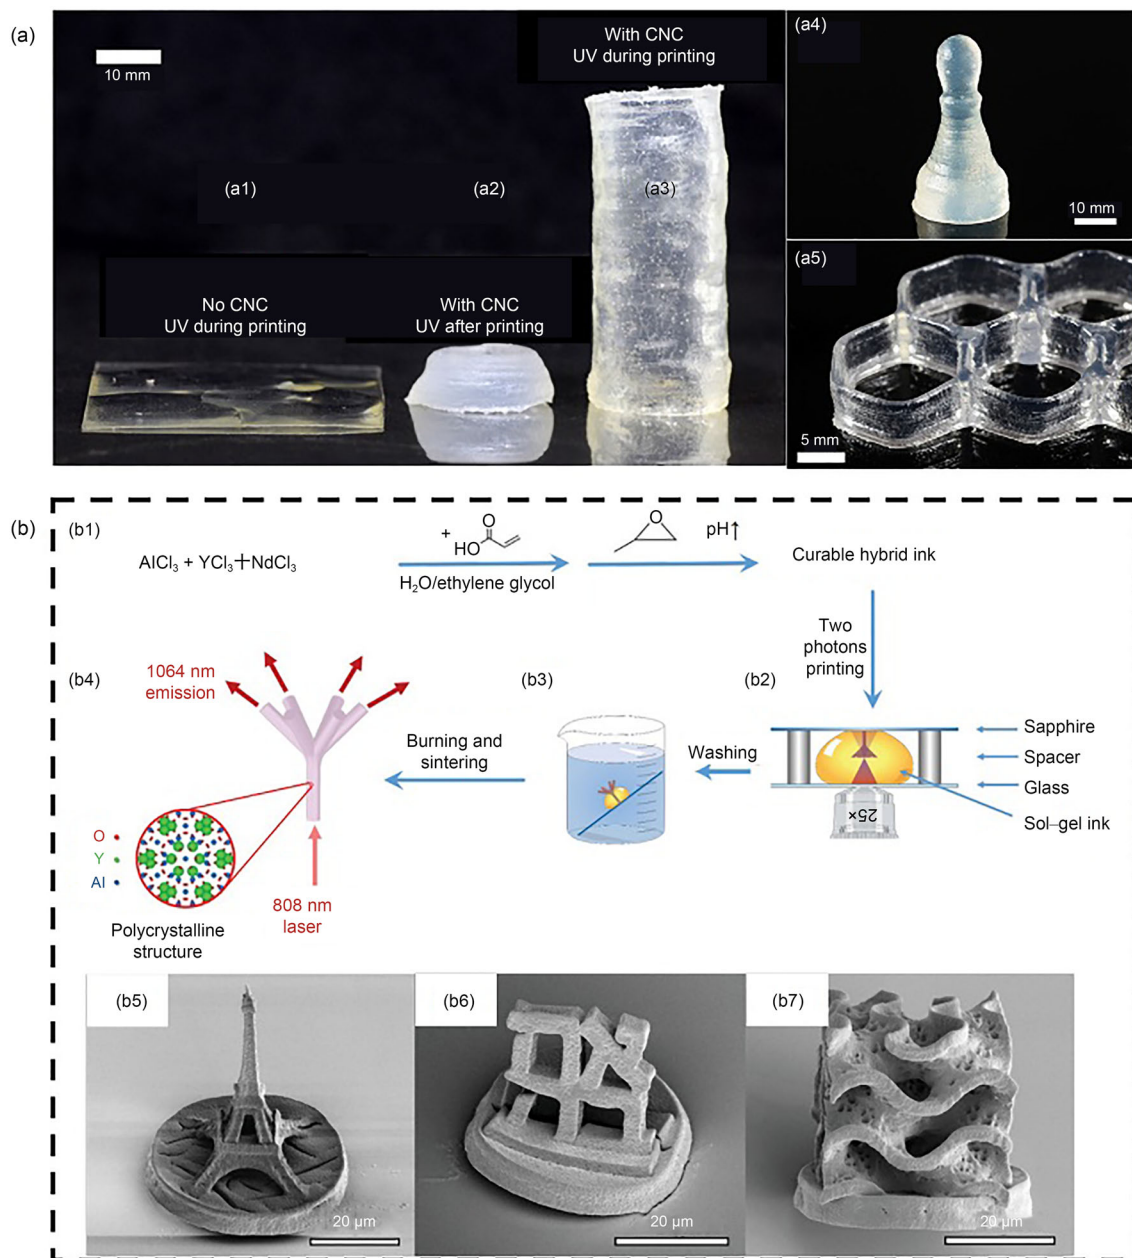 (a)
10 mm
(a1)
No CNC
UV during printing
(a2)
With CNC
UV after printing
With CNC
UV during printing
(a3)
(a4)
10 mm
(a5)
5 mm
(b)
(b1)
AlCl₃ + YCl₃+NdCl₃
+
O
HO
H₂O/ethylene glycol
O
pH↑
Curable hybrid ink
Two
photons
printing
(b2)
Sapphire
Spacer
Glass
Sol–gel ink
25×
Washing
(b3)
Burning and
sintering
(b4)
1064 nm
emission
808 nm
laser
O
Y
Al
Polycrystalline
structure
(b5)
20 μm
(b6)
אח
20 μm
(b7)
20 μm